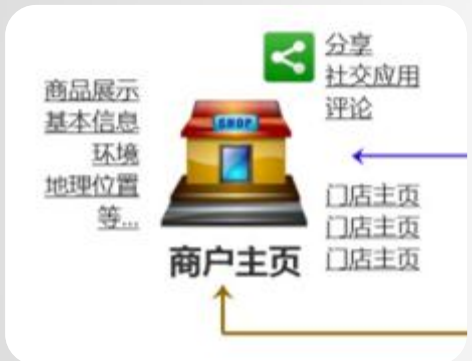 分享
社交应用
评论
商品展示
基本信息
环境
地理位置
等...
SHOP
门店主页
门店主页
门店主页
商户主页